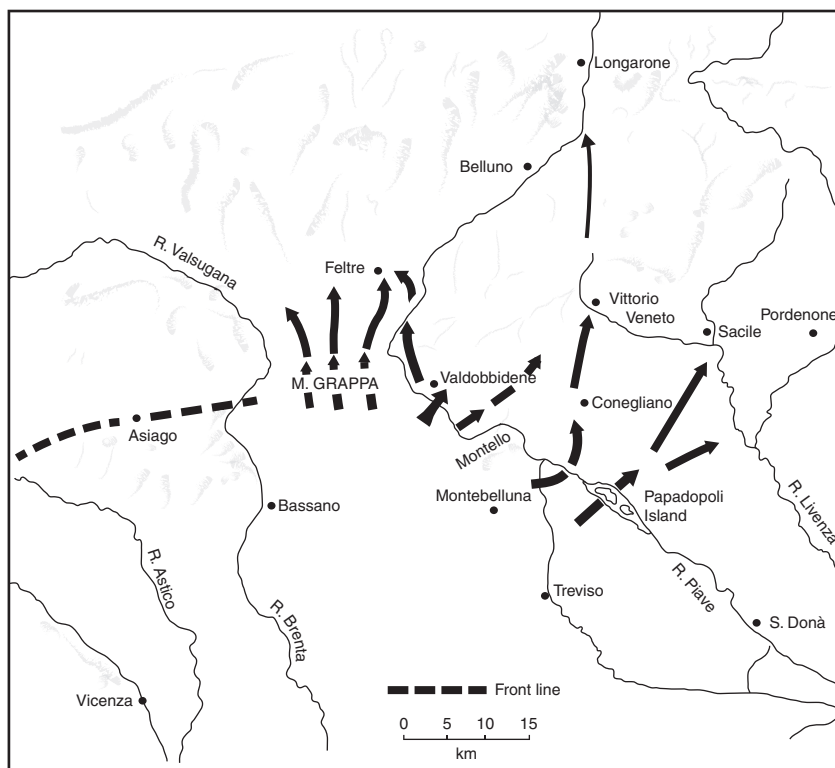 Longarone
Belluno
R. Valsugana
Feltre
Vittorio
Veneto
Pordenone
Sacile
M. GRAPPA
Valdobbidene
Conegliano
Asiago
Montello
Bassano
Montebelluna
Papadopoli
Island
R. Livenza
R. Astico
R. Brenta
Treviso
R. Piave
S. Donà
Vicenza
Front line
0 5 10 15
km